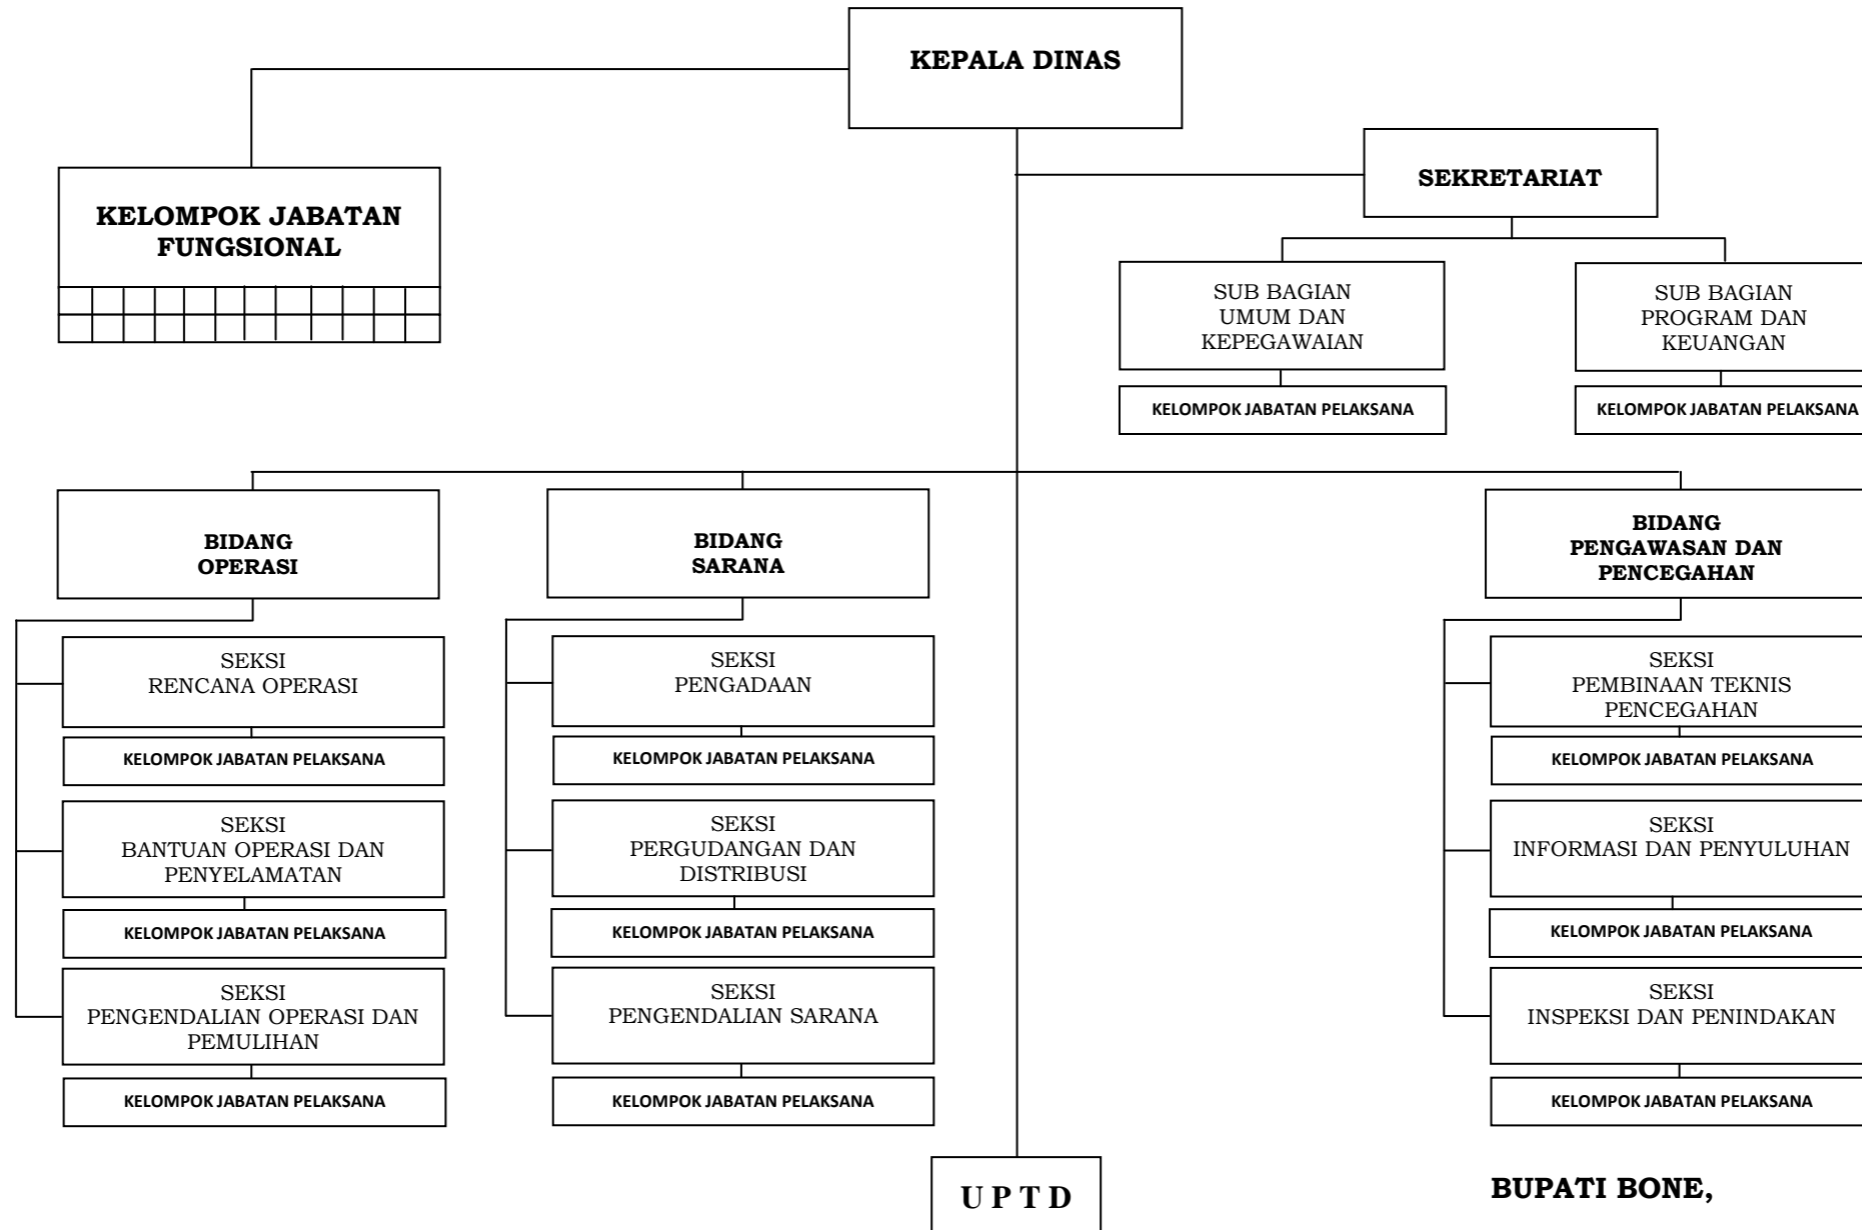 KEPALA DINAS
SEKRETARIAT
KELOMPOK JABATAN
FUNGSIONAL
SUB BAGIAN
UMUM DAN
KEPEGAWAIAN
KELOMPOK JABATAN PELAKSANA
SUB BAGIAN
PROGRAM DAN
KEUANGAN
KELOMPOK JABATAN PELAKSANA
BIDANG
OPERASI
SEKSI
RENCANA OPERASI
KELOMPOK JABATAN PELAKSANA
SEKSI
BANTUAN OPERASI DAN
PENYELAMATAN
KELOMPOK JABATAN PELAKSANA
SEKSI
PENGENDALIAN OPERASI DAN
PEMULIHAN
KELOMPOK JABATAN PELAKSANA
BIDANG
SARANA
SEKSI
PENGADAAN
KELOMPOK JABATAN PELAKSANA
SEKSI
PERGUDANGAN DAN
DISTRIBUSI
KELOMPOK JABATAN PELAKSANA
SEKSI
PENGENDALIAN SARANA
KELOMPOK JABATAN PELAKSANA
BIDANG
PENGAWASAN DAN
PENCEGAHAN
SEKSI
PEMBINAAN TEKNIS
PENCEGAHAN
KELOMPOK JABATAN PELAKSANA
SEKSI
INFORMASI DAN PENYULUHAN
KELOMPOK JABATAN PELAKSANA
SEKSI
INSPEKSI DAN PENINDAKAN
KELOMPOK JABATAN PELAKSANA
U P T D
BUPATI BONE,